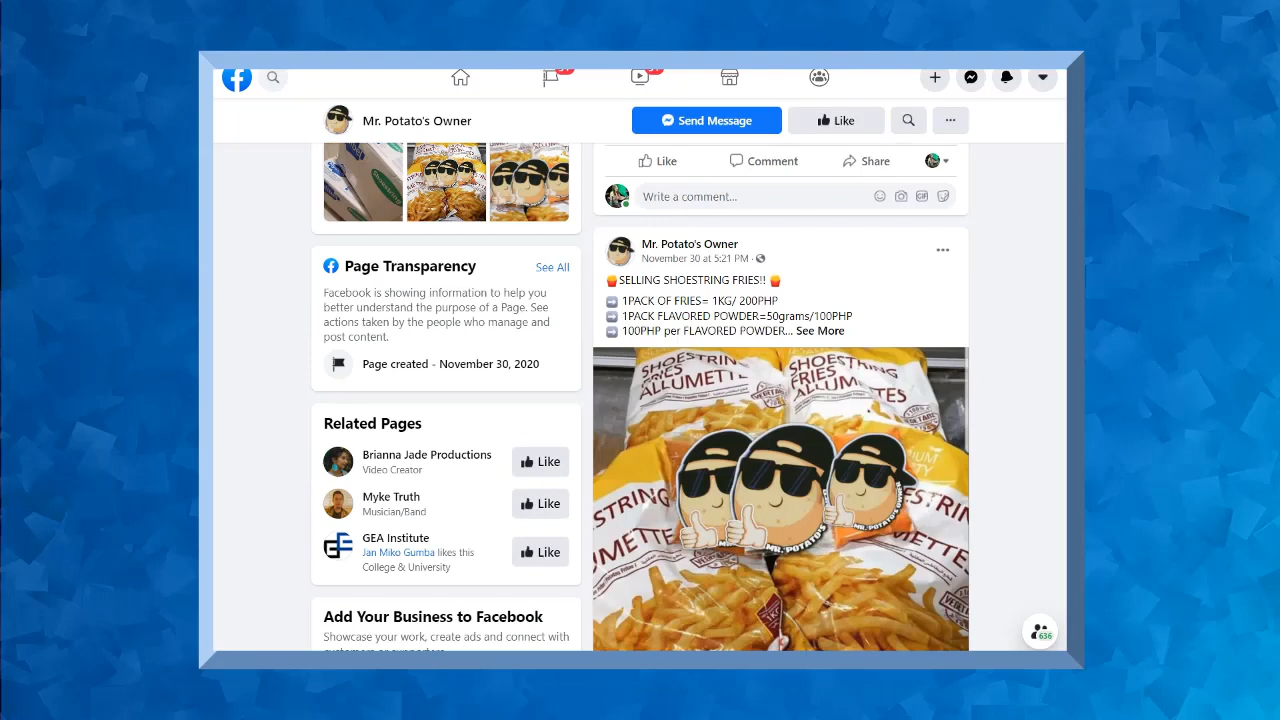 Mr. Potato's Owner
Send Message
Like
Page Transparency
See All
Facebook is showing information to help you
better understand the purpose of a Page. See
actions taken by the people who manage and
post content.
Page created - November 30, 2020
Related Pages
Brianna Jade Productions
Video Creator
Like
Myke Truth
Musician/Band
Like
GEA Institute
Jan Miko Gumba likes this
College & University
Like
Add Your Business to Facebook
Showcase your work, create ads and connect with
Like
Comment
Share
Write a comment...
GIF
Mr. Potato's Owner
November 30 at 5:21 PM ·
SELLING SHOESTRING FRIES!!
1PACK OF FRIES= 1KG/ 200PHP
1PACK FLAVORED POWDER=50grams/100PHP
100PHP per FLAVORED POWDER... See More
SHOESTRING
FRIES
ALLUMETTE
SHOESTRING
FRIES
ALLUMETTES
STRING
MR. POTATO'S
636